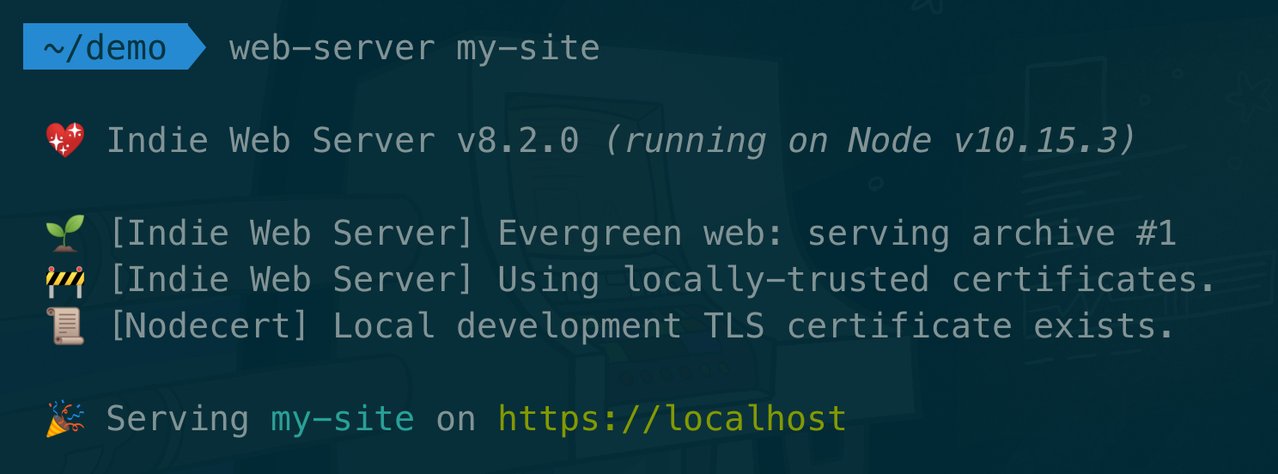 ~/demo web-server my-site
💖 Indie Web Server v8.2.0 (running on Node v10.15.3)
🌱 [Indie Web Server] Evergreen web: serving archive #1
🚧 [Indie Web Server] Using locally-trusted certificates.
📜 [Nodecert] Local development TLS certificate exists.
🎉 Serving my-site on https://localhost